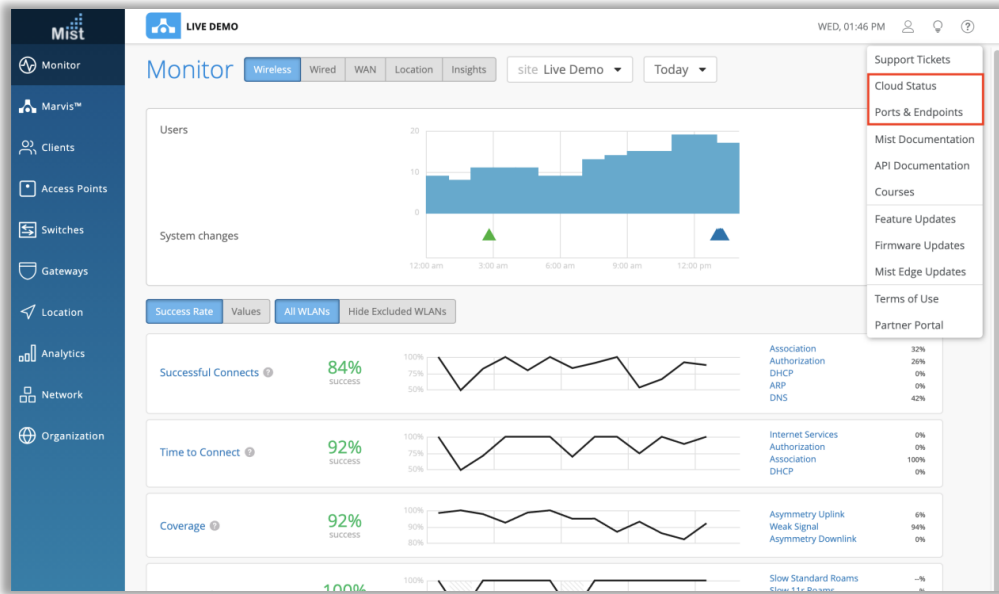 Mist
LIVE DEMO
WED, 01:46 PM
Monitor
Marvis™
Clients
Access Points
Switches
Gateways
Location
Analytics
Network
Organization
Monitor
Wireless
Wired
WAN
Location
Insights
site Live Demo
Today
Support Tickets
Cloud Status
Ports & Endpoints
Mist Documentation
API Documentation
Courses
Feature Updates
Firmware Updates
Mist Edge Updates
Terms of Use
Partner Portal
Users
20
10
0
System changes
12:00 am
3:00 am
6:00 am
9:00 am
12:00 pm
Success Rate
Values
All WLANs
Hide Excluded WLANs
Successful Connects
84%
success
100%
75%
50%
Association 32%
Authorization 26%
DHCP 0%
ARP 0%
DNS 42%
Time to Connect
92%
success
100%
75%
50%
Internet Services 0%
Authorization 0%
Association 100%
DHCP 0%
Coverage
92%
success
100%
90%
80%
Asymmetry Uplink 6%
Weak Signal 94%
Asymmetry Downlink 0%
100%
100%
Slow Standard Roams --%
Slow 11r Roams